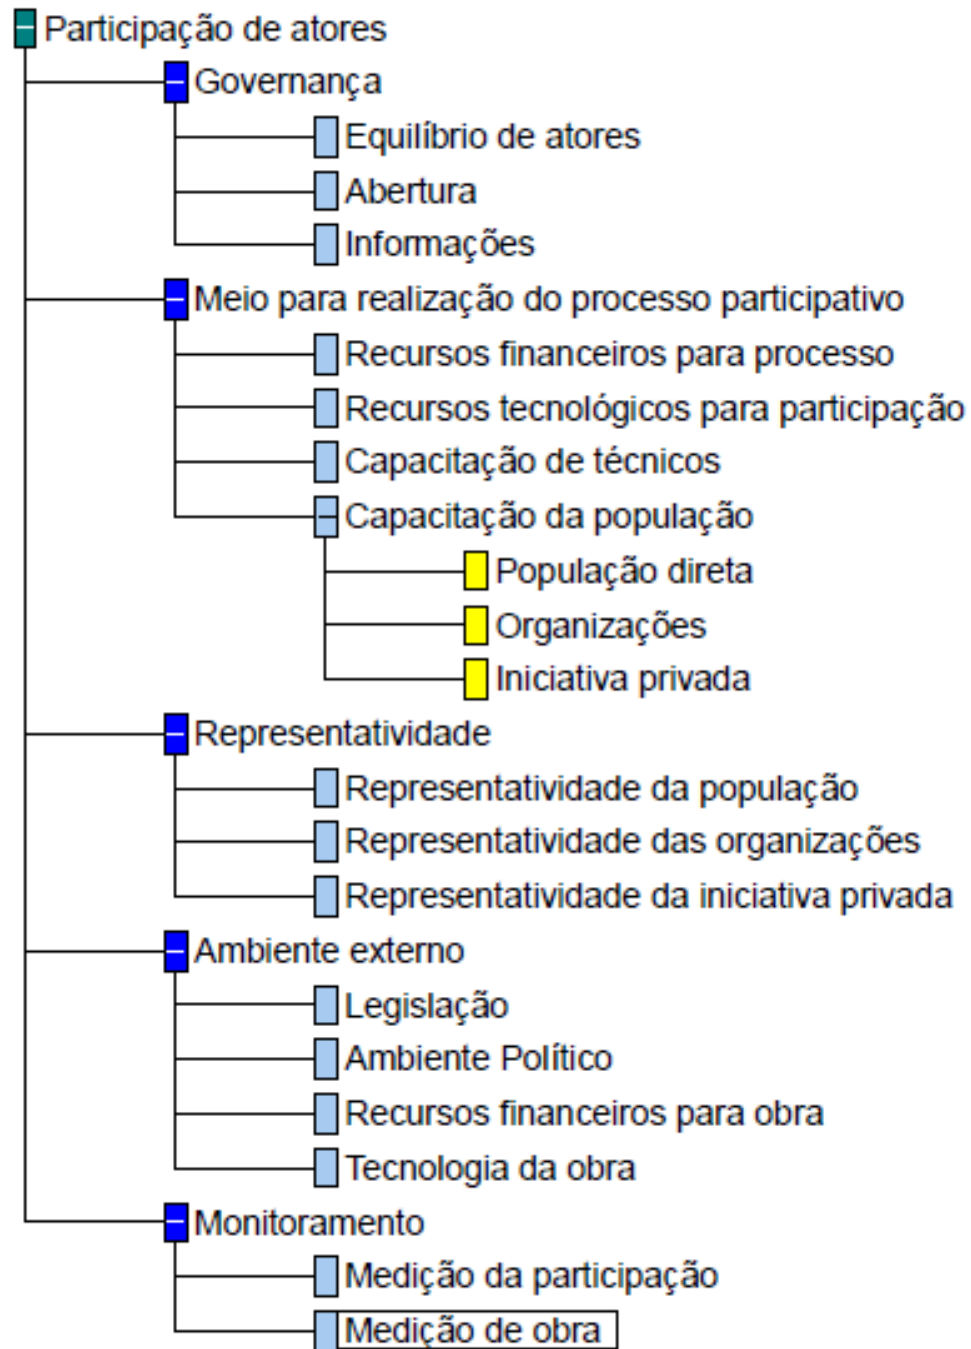 Participação de atores
Governança
Equilíbrio de atores
Abertura
Informações
Meio para realização do processo participativo
Recursos financeiros para processo
Recursos tecnológicos para participação
Capacitação de técnicos
Capacitação da população
População direta
Organizações
Iniciativa privada
Representatividade
Representatividade da população
Representatividade das organizações
Representatividade da iniciativa privada
Ambiente externo
Legislação
Ambiente Político
Recursos financeiros para obra
Tecnologia da obra
Monitoramento
Medição da participação
Medição de obra